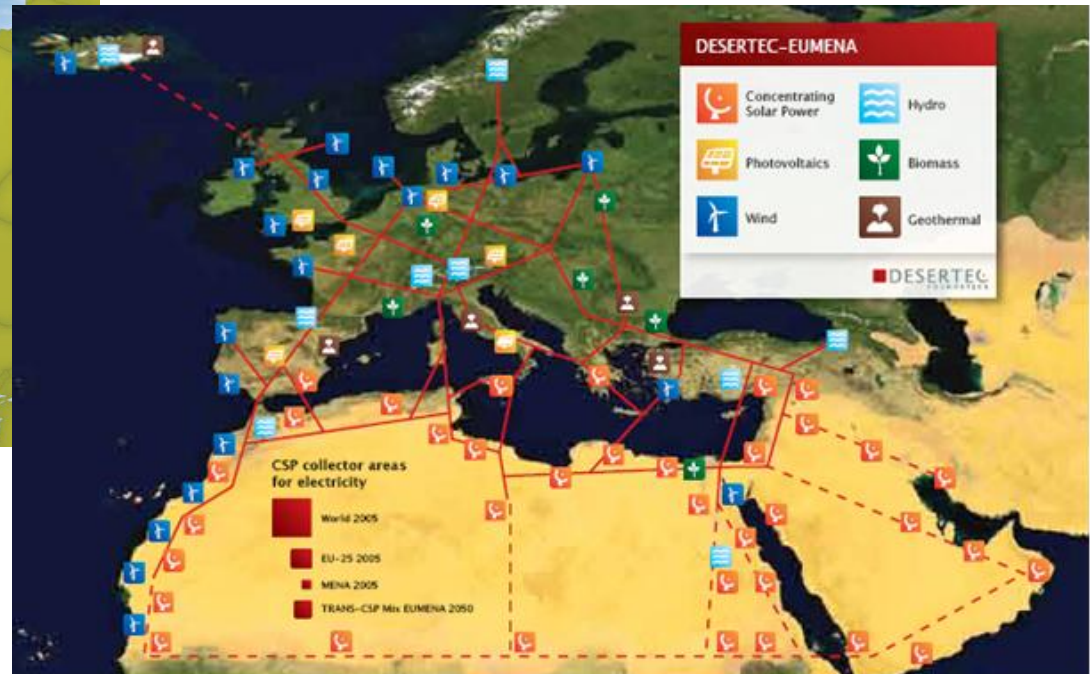 DESERTEC-EUMENA
Concentrating
Solar Power
Hydro
Photovoltaics
Biomass
Wind
Geothermal
DESERTEC
FOUNDATION
CSP collector areas
for electricity
World 2005
EU-25 2005
MENA 2005
TRANS-CSP Mix EUMENA 2050